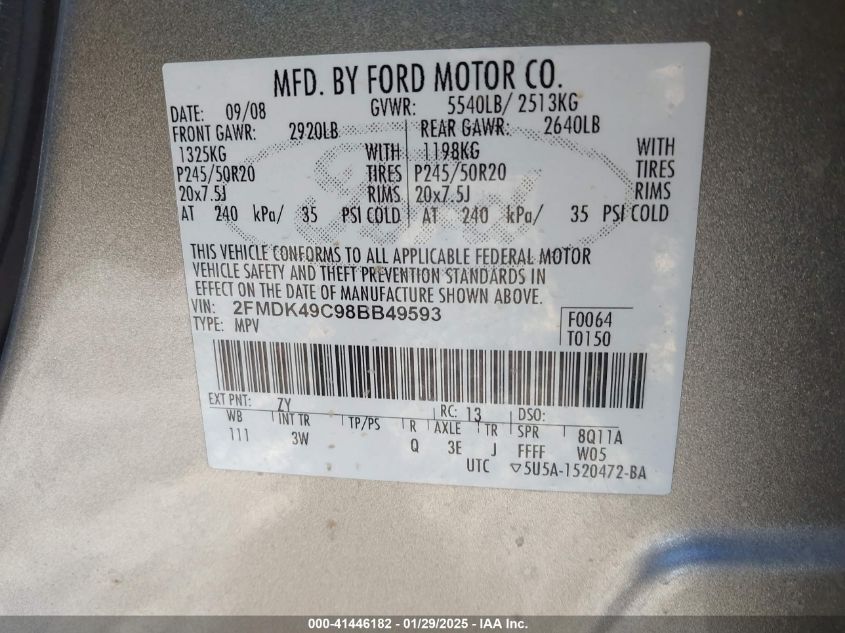 MFD. BY FORD MOTOR CO.
DATE: 09/08 GVWR: 5540LB/ 2513KG
FRONT GAWR: 2920LB REAR GAWR: 2640LB
1325KG WITH 1198KG WITH
P245/50R20 TIRES P245/50R20 TIRES
20x7.5J RIMS 20x7.5J RIMS
AT 240 kPa/ 35 PSI COLD AT 240 kPa/ 35 PSI COLD
THIS VEHICLE CONFORMS TO ALL APPLICABLE FEDERAL MOTOR
VEHICLE SAFETY AND THEFT PREVENTION STANDARDS IN
EFFECT ON THE DATE OF MANUFACTURE SHOWN ABOVE.
VIN: 2FMDK49C98BB49593 F0064
TYPE: MPV T0150
EXT PNT: ZY RC: 13 DSO:
WB INT TR TP/PS R AXLE TR SPR 8Q11A
111 3W Q 3E J FFFF W05
UTC ▽5U5A-1520472-BA
000-41446182 - 01/29/2025 - IAA Inc.